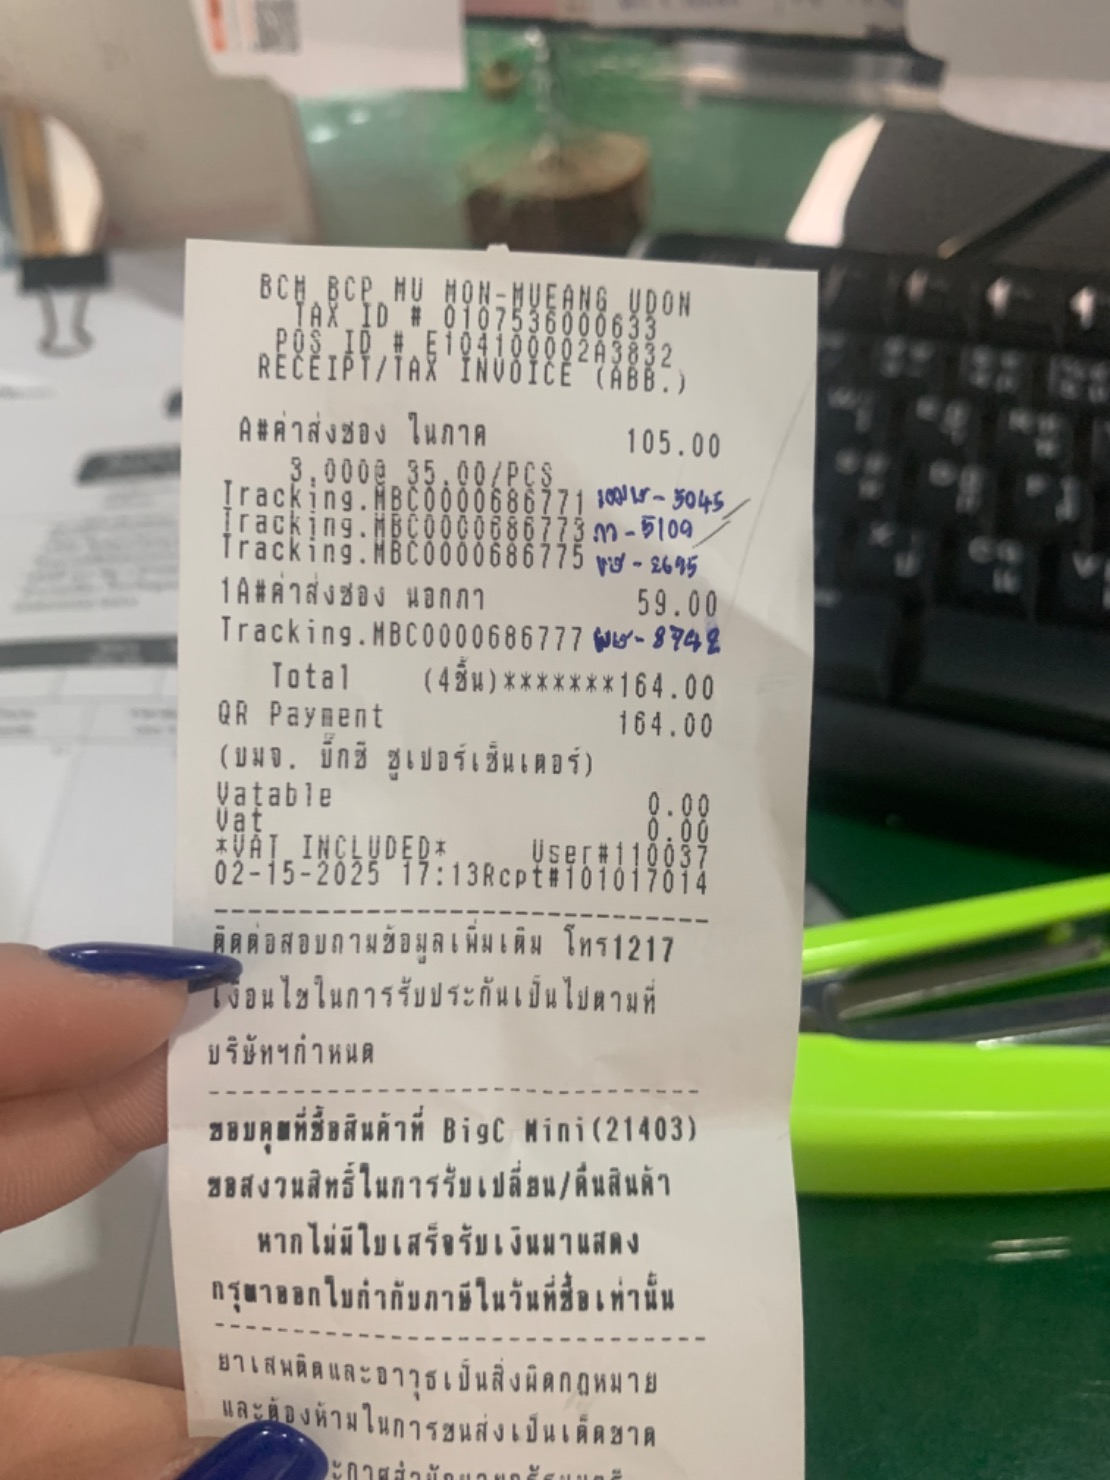 BCM BCP MU MON-MUEANG UDON
TAX ID # 0107536000633
POS ID # E104100002A3832
RECEIPT/TAX INVOICE (ABB.)
A#ค่าส่งซอง ในภาค 105.00
3.000@ 35.00/PCS
Tracking.MBC0000686771 - 5045
Tracking.MBC0000686773 - 5109
Tracking.MBC0000686775 - 2695
1A#ค่าส่งซอง นอกภา 59.00
Tracking.MBC0000686777 - 8742
Total (4ชิ้น)*******164.00
QR Payment 164.00
(บมจ. บิ๊กซี ซูเปอร์เซ็นเตอร์)
Vatable 0.00
Vat 0.00
*VAT INCLUDED* User#110037
02-15-2025 17:13Rcpt#101017014
ติดต่อสอบถามข้อมูลเพิ่มเติม โทร1217
เงื่อนไขในการรับประกันเป็นไปตามที่
บริษัทฯกำหนด
ขอบคุณที่ซื้อสินค้าที่ BigC Mini(21403)
ขอสงวนสิทธิ์ในการรับเปลี่ยน/คืนสินค้า
หากไม่มีใบเสร็จรับเงินมาแสดง
กรุณาออกใบกำกับภาษีในวันที่ซื้อเท่านั้น
ยาเสพติดและอาวุธเป็นสิ่งผิดกฎหมาย
และต้องห้ามในการขนส่งเป็นเด็ดขาด